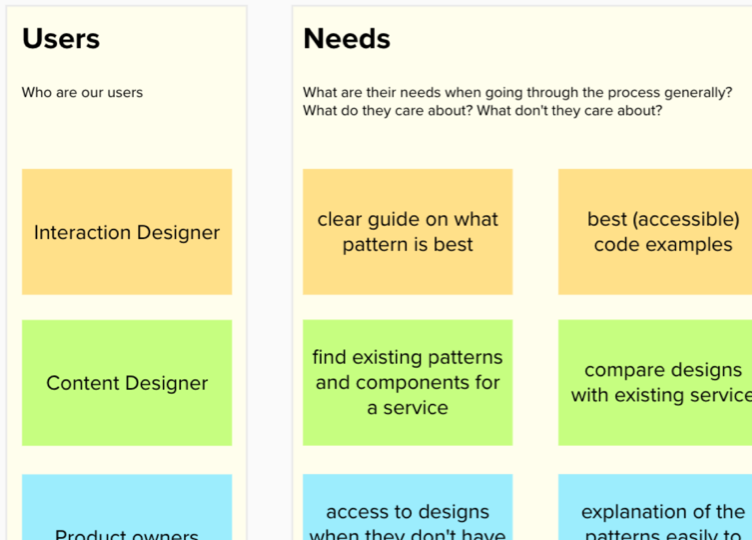 Users
Who are our users
Needs
What are their needs when going through the process generally?
What do they care about? What don't they care about?
Interaction Designer
clear guide on what
pattern is best
best (accessible)
code examples
Content Designer
find existing patterns
and components for
a service
compare designs
with existing service
Product owners
access to designs
when they don't have
explanation of the
patterns easily to